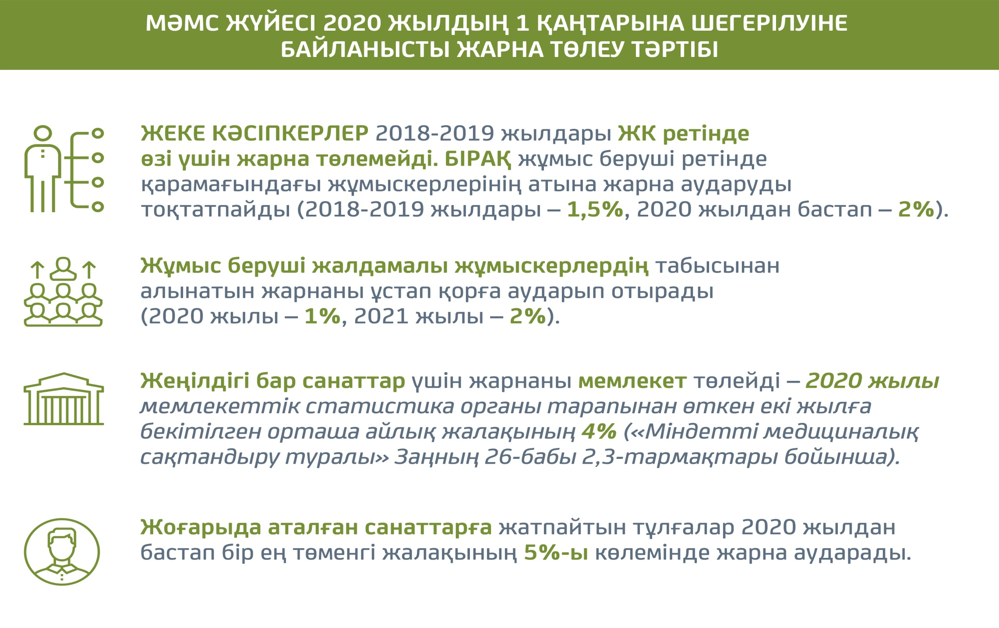 МӘМС ЖҮЙЕСІ 2020 ЖЫЛДЫҢ 1 ҚАҢТАРЫНА ШЕГЕРІЛУІНЕ
БАЙЛАНЫСТЫ ЖАРНА ТӨЛЕУ ТӘРТІБІ
ЖЕКЕ КӘСІПКЕРЛЕР 2018-2019 жылдары ЖК ретінде
өзі үшін жарна төлемейді. БІРАҚ жұмыс беруші ретінде
қарамағындағы жұмыскерлерінің атына жарна аударуды
тоқтатпайды (2018-2019 жылдары – 1,5%, 2020 жылдан бастап – 2%).
Жұмыс беруші жалдамалы жұмыскерлердің табысынан
алынатын жарнаны ұстап қорға аударып отырады
(2020 жылы – 1%, 2021 жылы – 2%).
Жеңілдігі бар санаттар үшін жарнаны мемлекет төлейді – 2020 жылы
мемлекеттік статистика органы тарапынан өткен екі жылға
бекітілген орташа айлық жалақының 4% («Міндетті медициналық
сақтандыру туралы» Заңның 26-бабы 2,3-тармақтары бойынша).
Жоғарыда аталған санаттарға жатпайтын тұлғалар 2020 жылдан
бастап бір ең төменгі жалақының 5%-ы көлемінде жарна аударады.